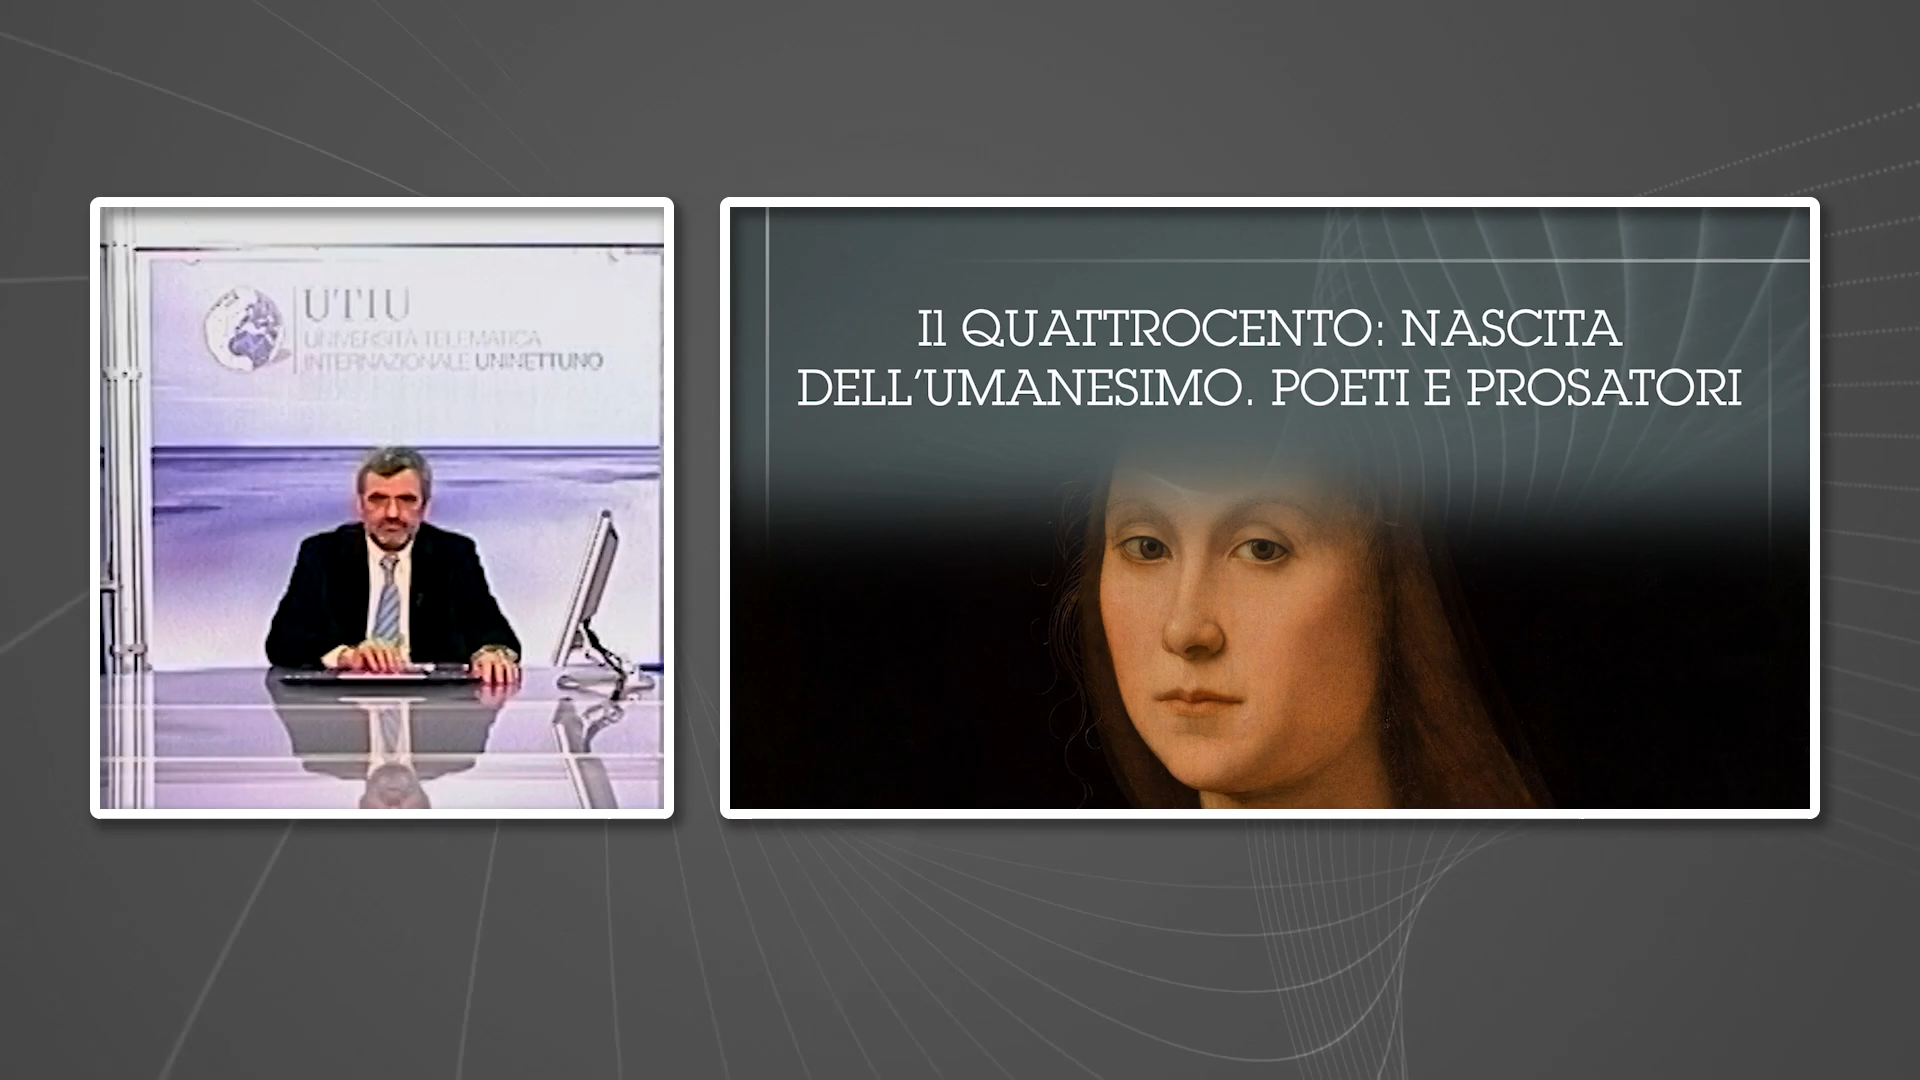 UTIU
UNIVERSITÀ TELEMATICA
INTERNAZIONALE UNINETTUNO
Il QUATTROCENTO: NASCITA
DELL'UMANESIMO. POETI E PROSATORI